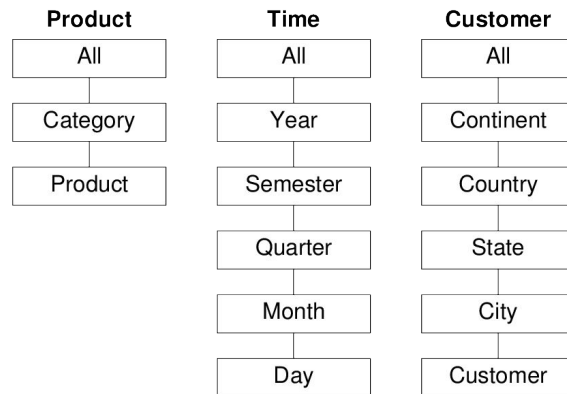 Product Time Customer
All All All
Category Year Continent
Product Semester Country
Quarter State
Month City
Day Customer